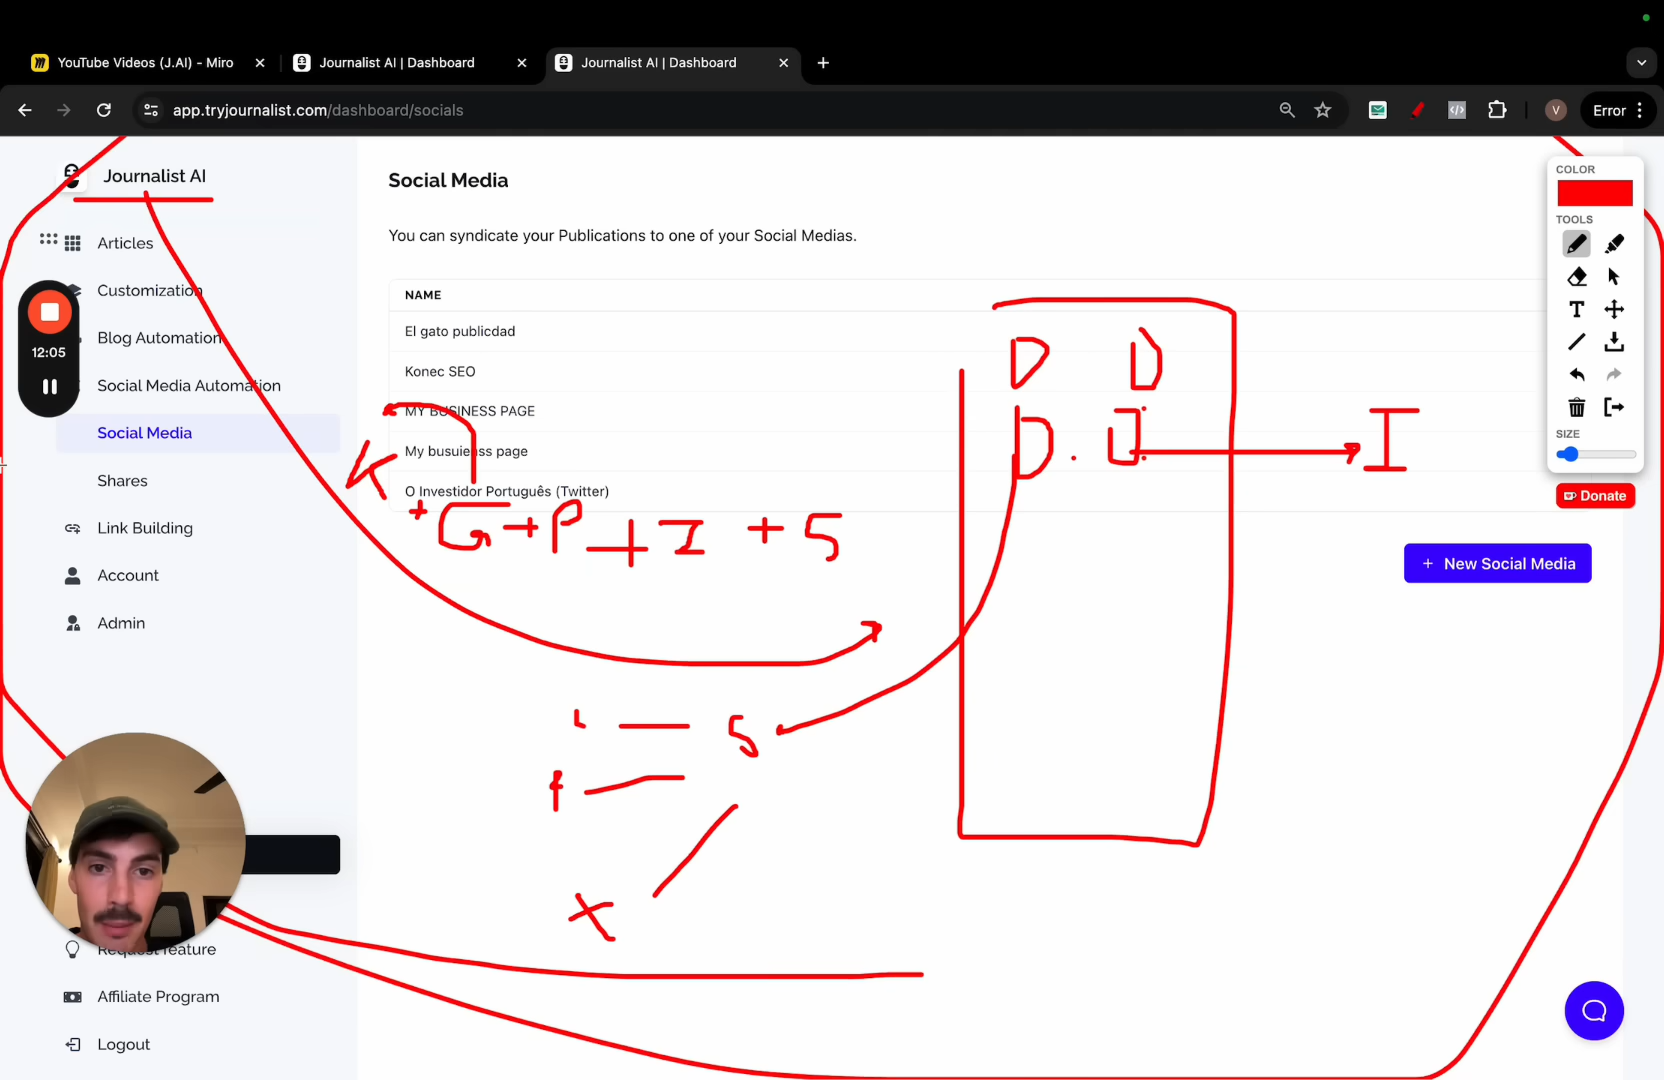 YouTube Videos (J.AI) - Miro
Journalist AI | Dashboard
Journalist AI | Dashboard
app.tryjournalist.com/dashboard/socials
V
Error
Journalist AI
Articles
Customization
Blog Automation
Social Media Automation
Social Media
Shares
Link Building
Account
Admin
Request feature
Affiliate Program
Logout
12:05
Social Media
You can syndicate your Publications to one of your Social Medias.
NAME
El gato publicdad
Konec SEO
MY BUSINESS PAGE
My busuienss page
O Investidor Português (Twitter)
+ New Social Media
K + G + P + I + S
D D
D.
I
S
X
COLOR
TOOLS
T
SIZE
Donate